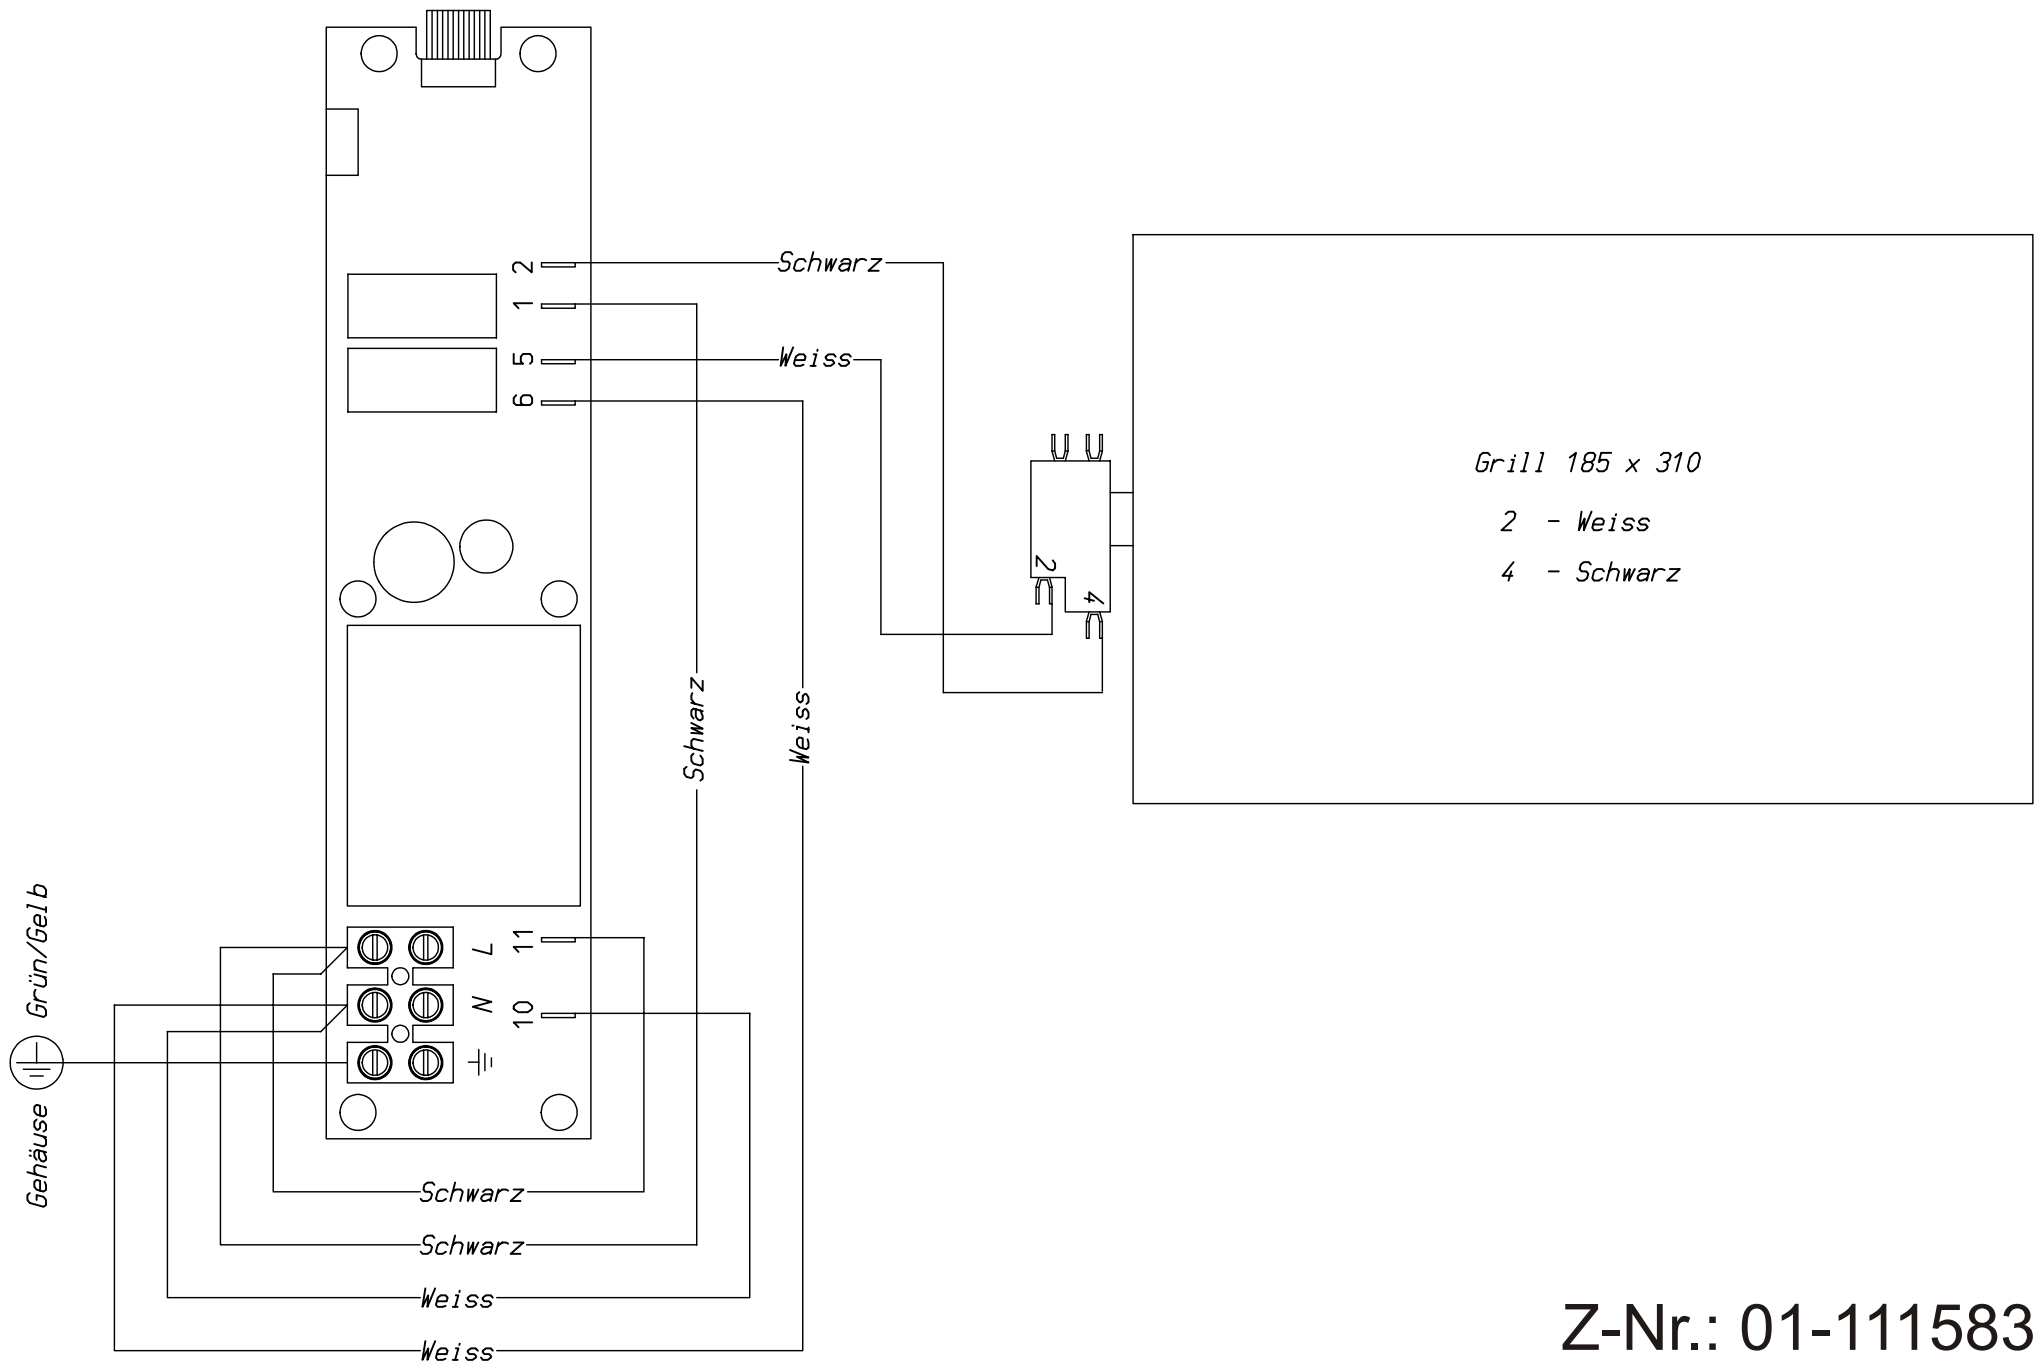 2
Schwarz
1
5
Weiss
6
Grill 185 x 310
2 - Weiss
4 - Schwarz
2
4
Schwarz
Weiss
Grün/Gelb
Gehäuse
L
11
N
10
Schwarz
Schwarz
Weiss
Weiss
Z-Nr.: 01-111583